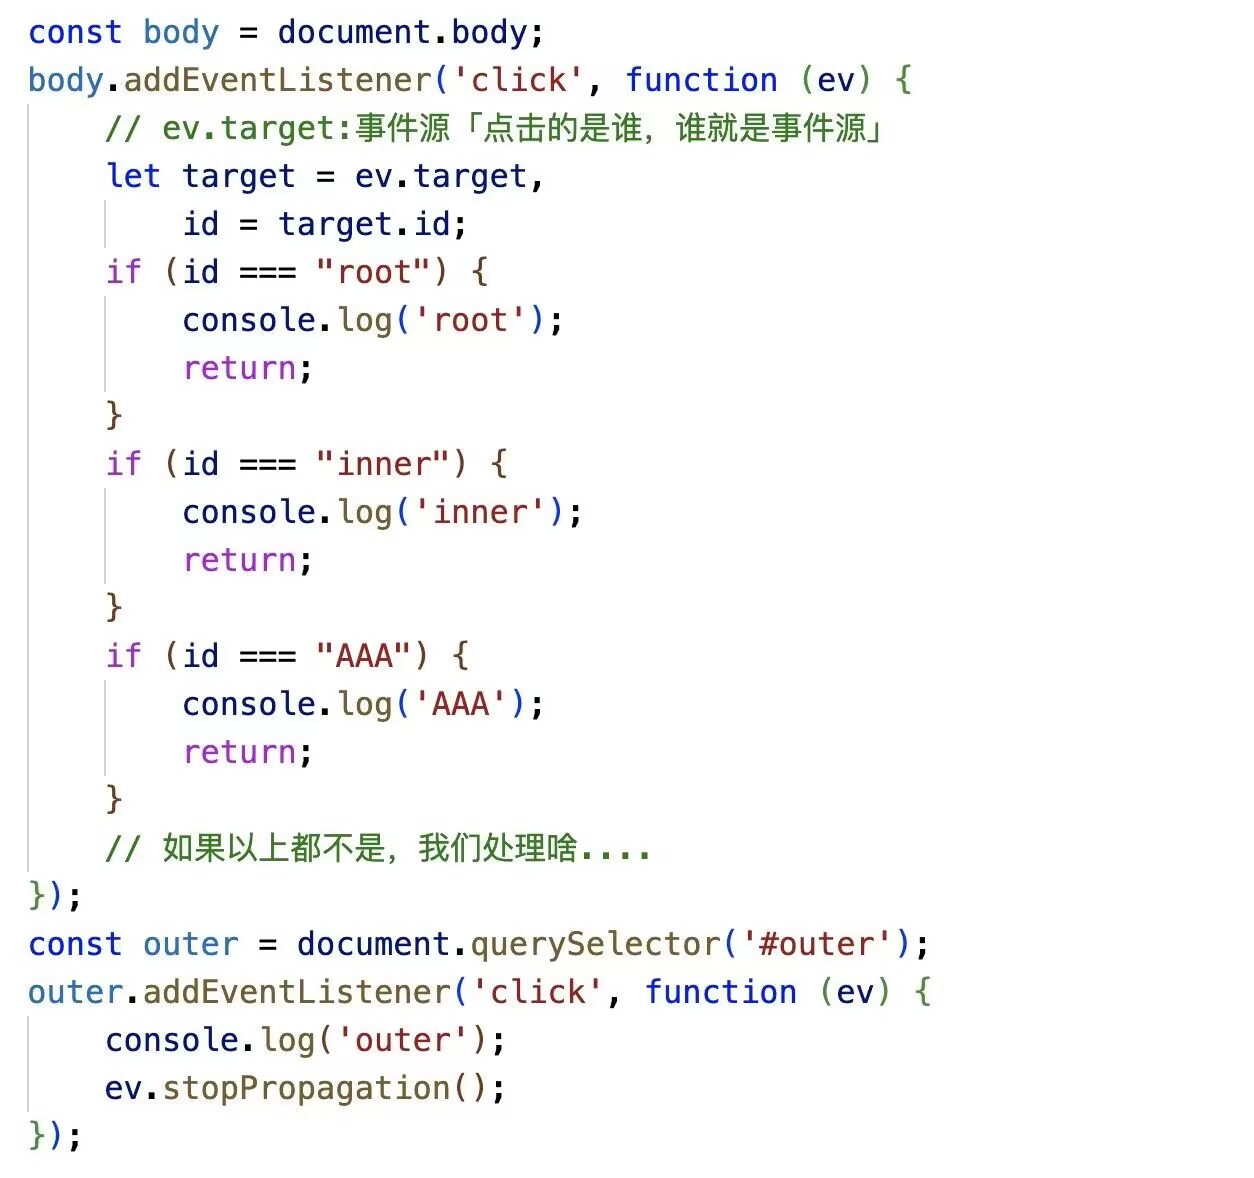 const body = document.body;
body.addEventListener('click', function (ev) {
    // ev.target:事件源「点击的是谁，谁就是事件源」
    let target = ev.target,
        id = target.id;
    if (id === "root") {
        console.log('root');
        return;
    }
    if (id === "inner") {
        console.log('inner');
        return;
    }
    if (id === "AAA") {
        console.log('AAA');
        return;
    }
    // 如果以上都不是，我们处理啥....
});
const outer = document.querySelector('#outer');
outer.addEventListener('click', function (ev) {
    console.log('outer');
    ev.stopPropagation();
});